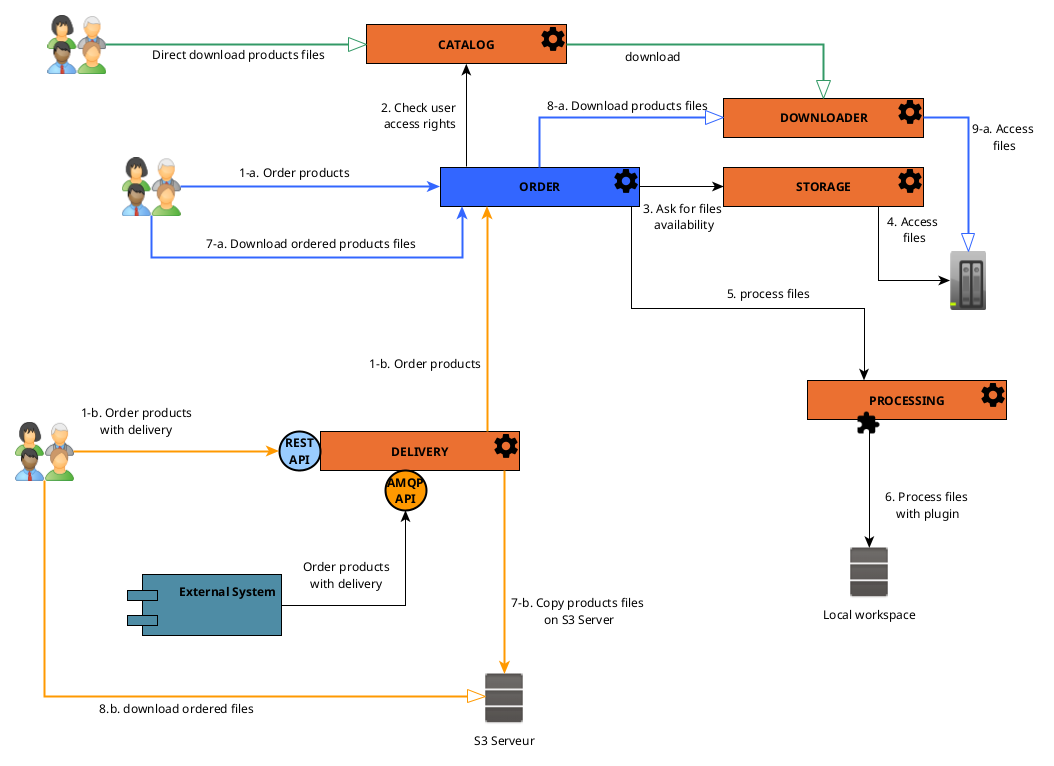 CATALOG
Direct download products files
download
2. Check user
access rights
8-a. Download products files
DOWNLOADER
9-a. Access
files
1-a. Order products
ORDER
STORAGE
3. Ask for files
availability
4. Access
files
7-a. Download ordered products files
5. process files
1-b. Order products
PROCESSING
1-b. Order products
with delivery
REST
API
DELIVERY
AMQP
API
6. Process files
with plugin
Order products
with delivery
External System
7-b. Copy products files
on S3 Server
Local workspace
8.b. download ordered files
S3 Serveur